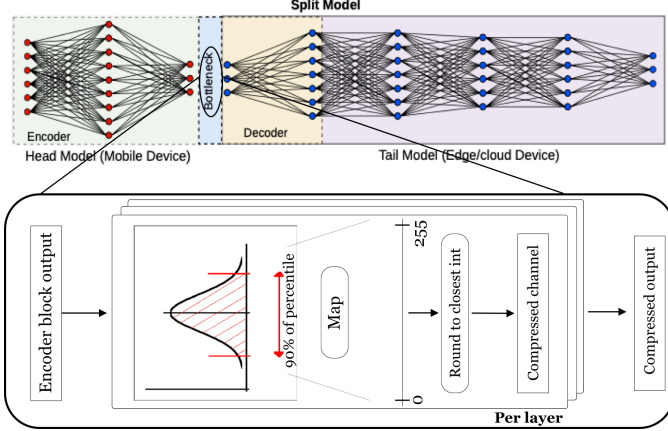 Split Model
Bottleneck
Encoder
Decoder
Head Model (Mobile Device)
Tail Model (Edge/cloud Device)
Encoder block output
90% of percentile
Map
255
0
Round to closest int
Compressed channel
Compressed output
Per layer